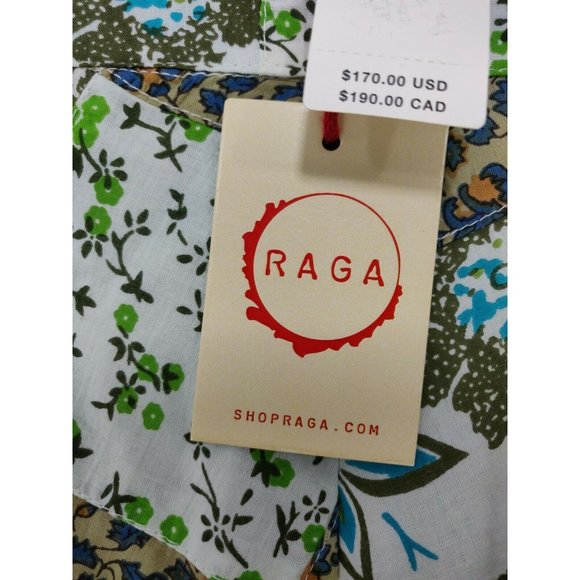 $170.00 USD
$190.00 CAD
RAGA
SHOPRAGA.COM